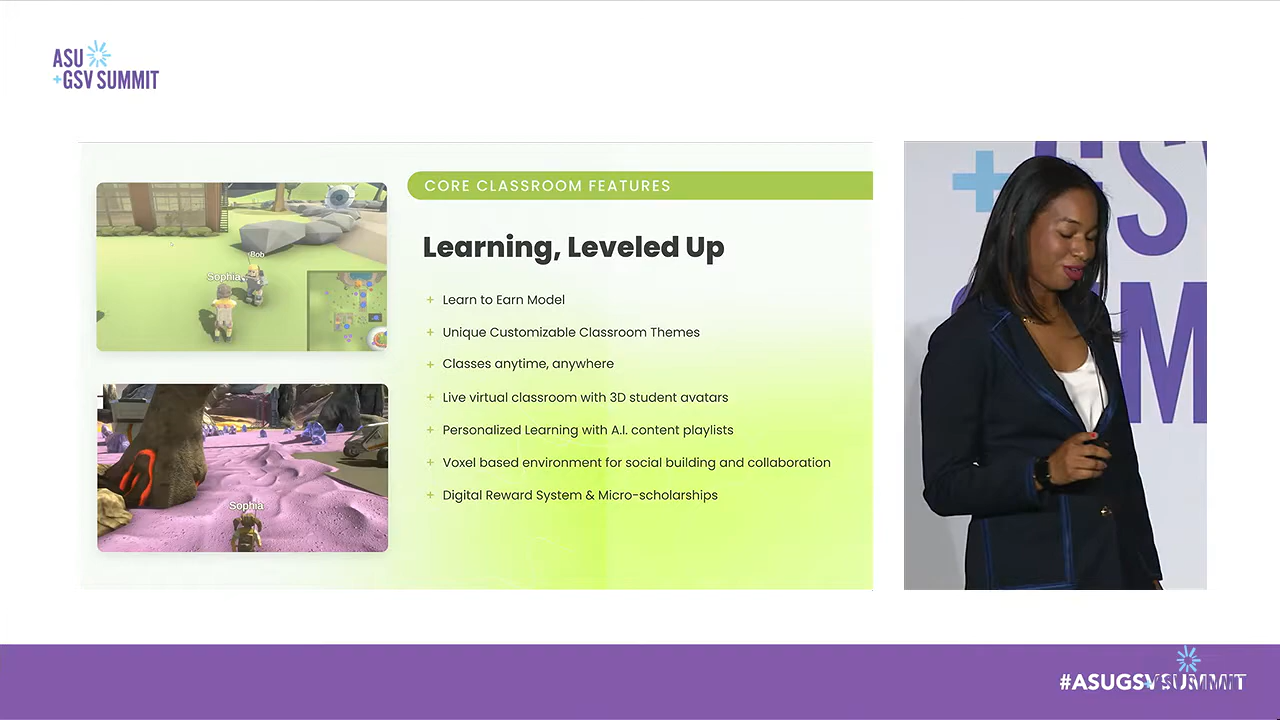 ASU
+GSV SUMMIT
CORE CLASSROOM FEATURES
Learning, Leveled Up
+ Learn to Earn Model
+ Unique Customizable Classroom Themes
+ Classes anytime, anywhere
+ Live virtual classroom with 3D student avatars
+ Personalized Learning with A.I. content playlists
+ Voxel based environment for social building and collaboration
+ Digital Reward System & Micro-scholarships
Bob
Sophia
Sophia
+GSV
M
#ASUGSVSUMMIT